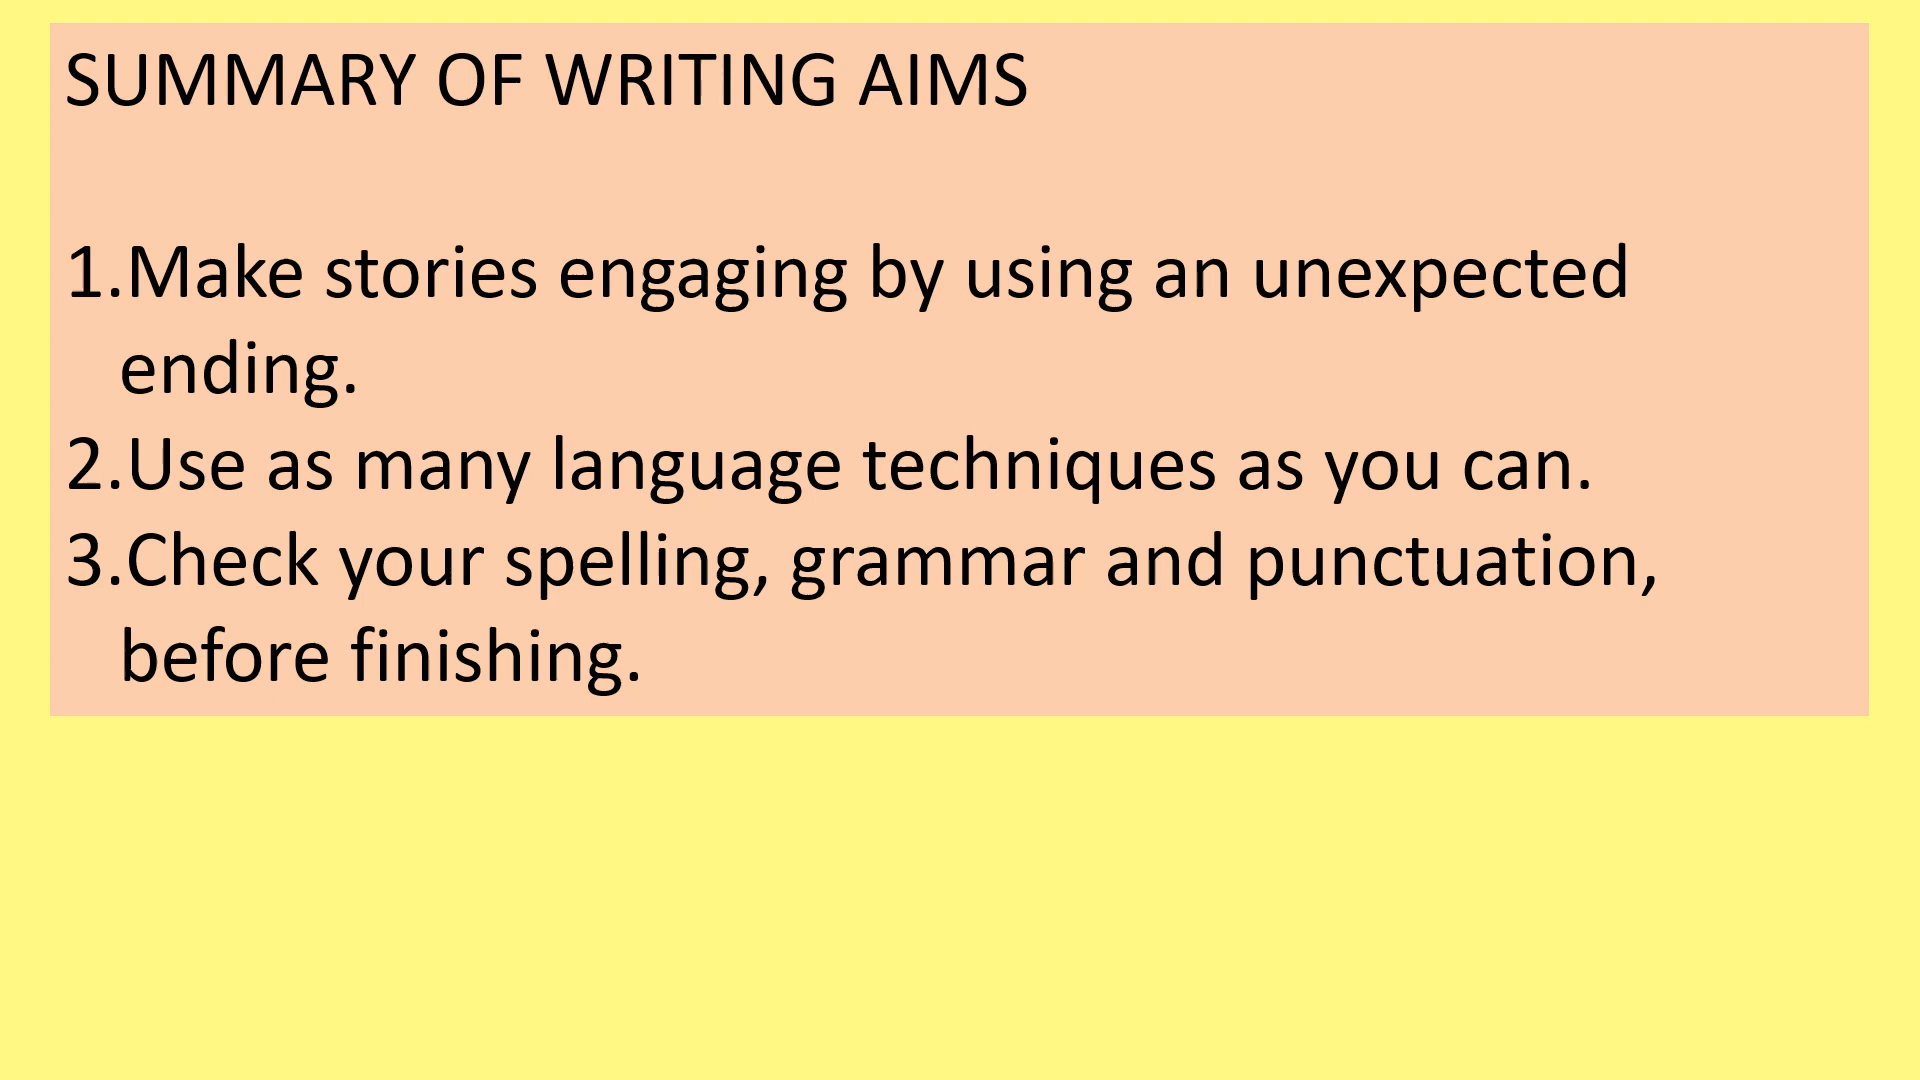 SUMMARY OF WRITING AIMS
1.Make stories engaging by using an unexpected
ending.
2.Use as many language techniques as you can.
3.Check your spelling, grammar and punctuation,
before finishing.